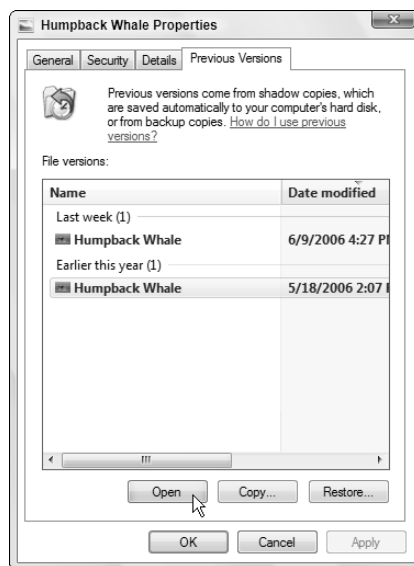 Humpback Whale Properties
General Security Details Previous Versions
Previous versions come from shadow copies, which
are saved automatically to your computer's hard disk,
or from backup copies. How do I use previous
versions?
File versions:
Name Date modified
Last week (1)
Humpback Whale 6/9/2006 4:27 P
Earlier this year (1)
Humpback Whale 5/18/2006 2:07
Open Copy... Restore...
OK Cancel Apply